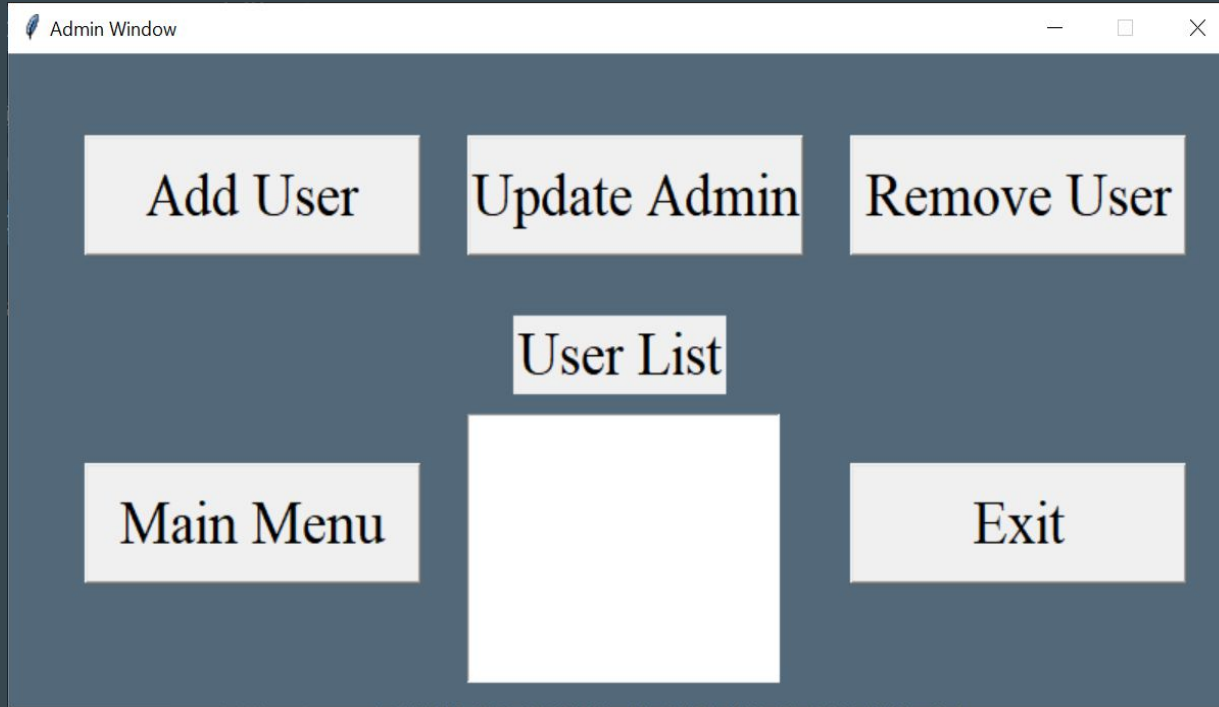 Admin Window
Add User
Update Admin
Remove User
User List
Main Menu
Exit